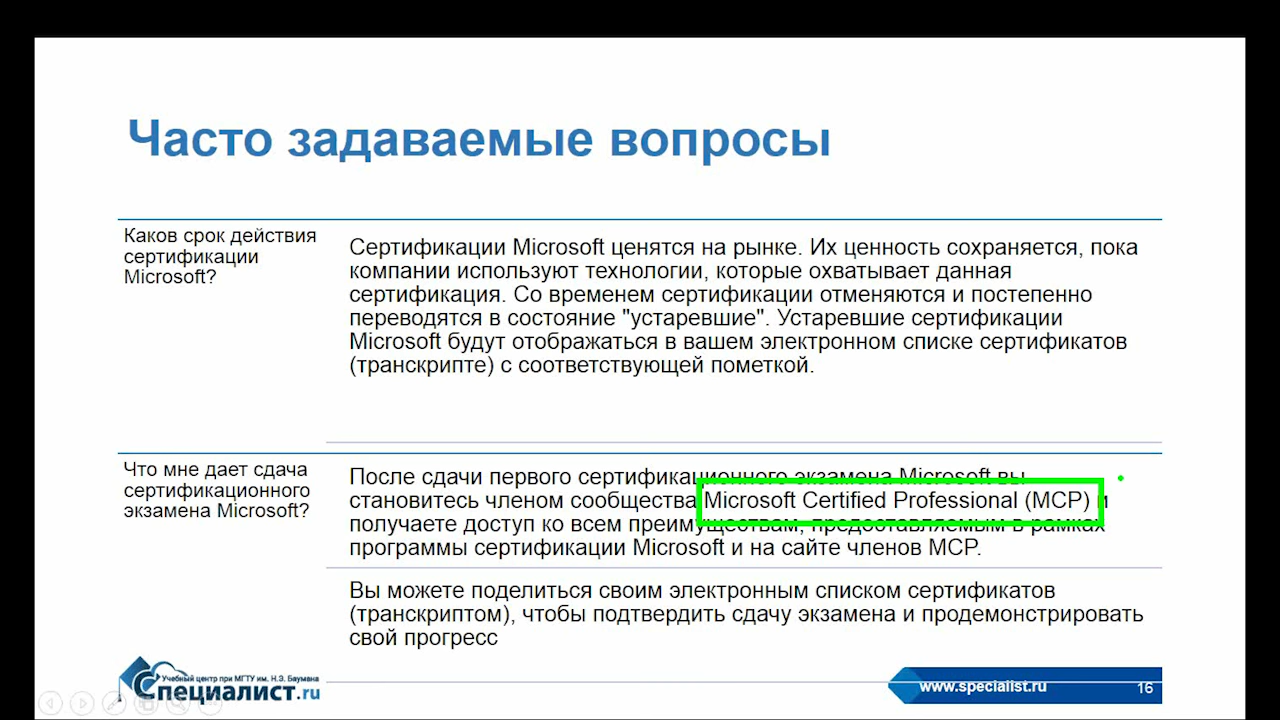 Часто задаваемые вопросы
Каков срок действия
сертификации
Microsoft?
Сертификации Microsoft ценятся на рынке. Их ценность сохраняется, пока
компании используют технологии, которые охватывает данная
сертификация. Со временем сертификации отменяются и постепенно
переводятся в состояние "устаревшие". Устаревшие сертификации
Microsoft будут отображаться в вашем электронном списке сертификатов
(транскрипте) с соответствующей пометкой.
Что мне дает сдача
сертификационного
экзамена Microsoft?
После сдачи первого сертификационного экзамена Microsoft вы
становитесь членом сообщества Microsoft Certified Professional (MCP) и
получаете доступ ко всем преимуществам, предоставляемым в рамках
программы сертификации Microsoft и на сайте членов MCP.
Вы можете поделиться своим электронным списком сертификатов
(транскриптом), чтобы подтвердить сдачу экзамена и продемонстрировать
свой прогресс
Учебный центр при МГТУ им. Н.Э. Баумана
Специалист.ru
www.specialist.ru
16